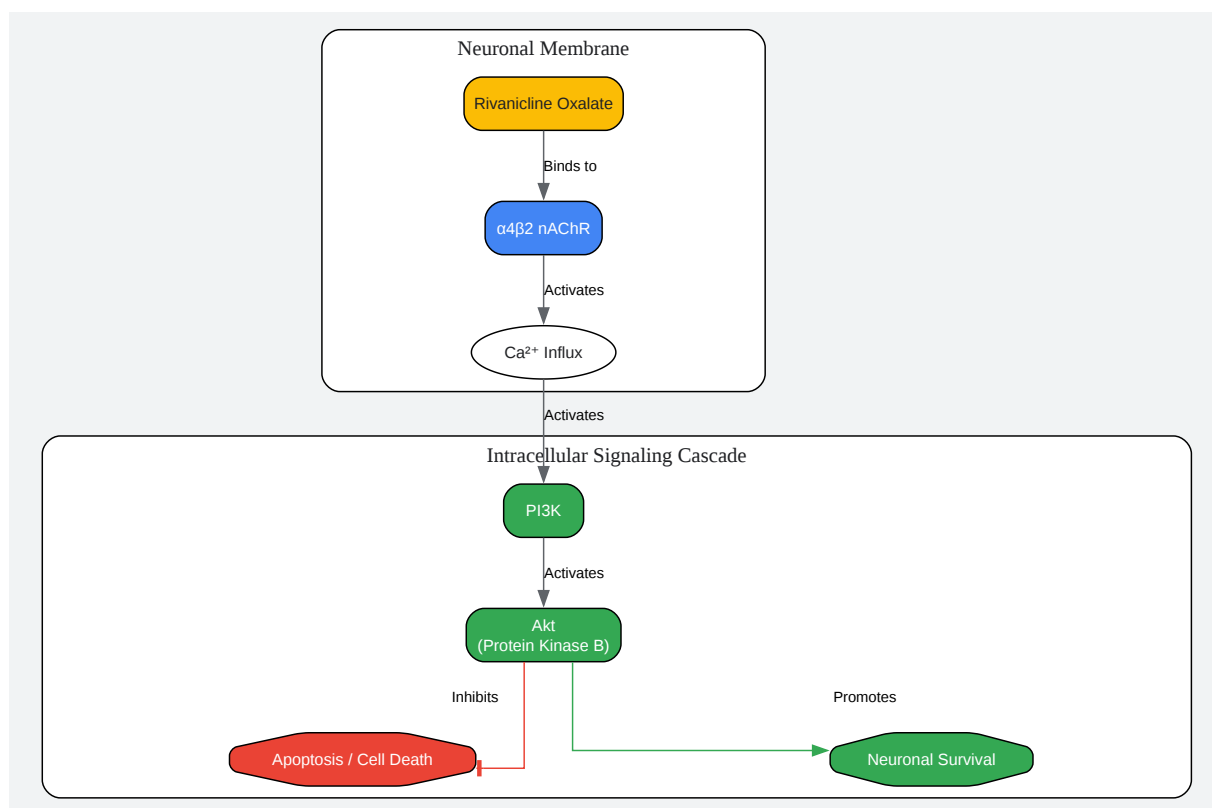 Neuronal Membrane
Rivanicline Oxalate
Binds to
α4β2 nAChR
Activates
Ca²⁺ Influx
Activates
Intracellular Signaling Cascade
PI3K
Activates
Akt
(Protein Kinase B)
Inhibits
Promotes
Apoptosis / Cell Death
Neuronal Survival